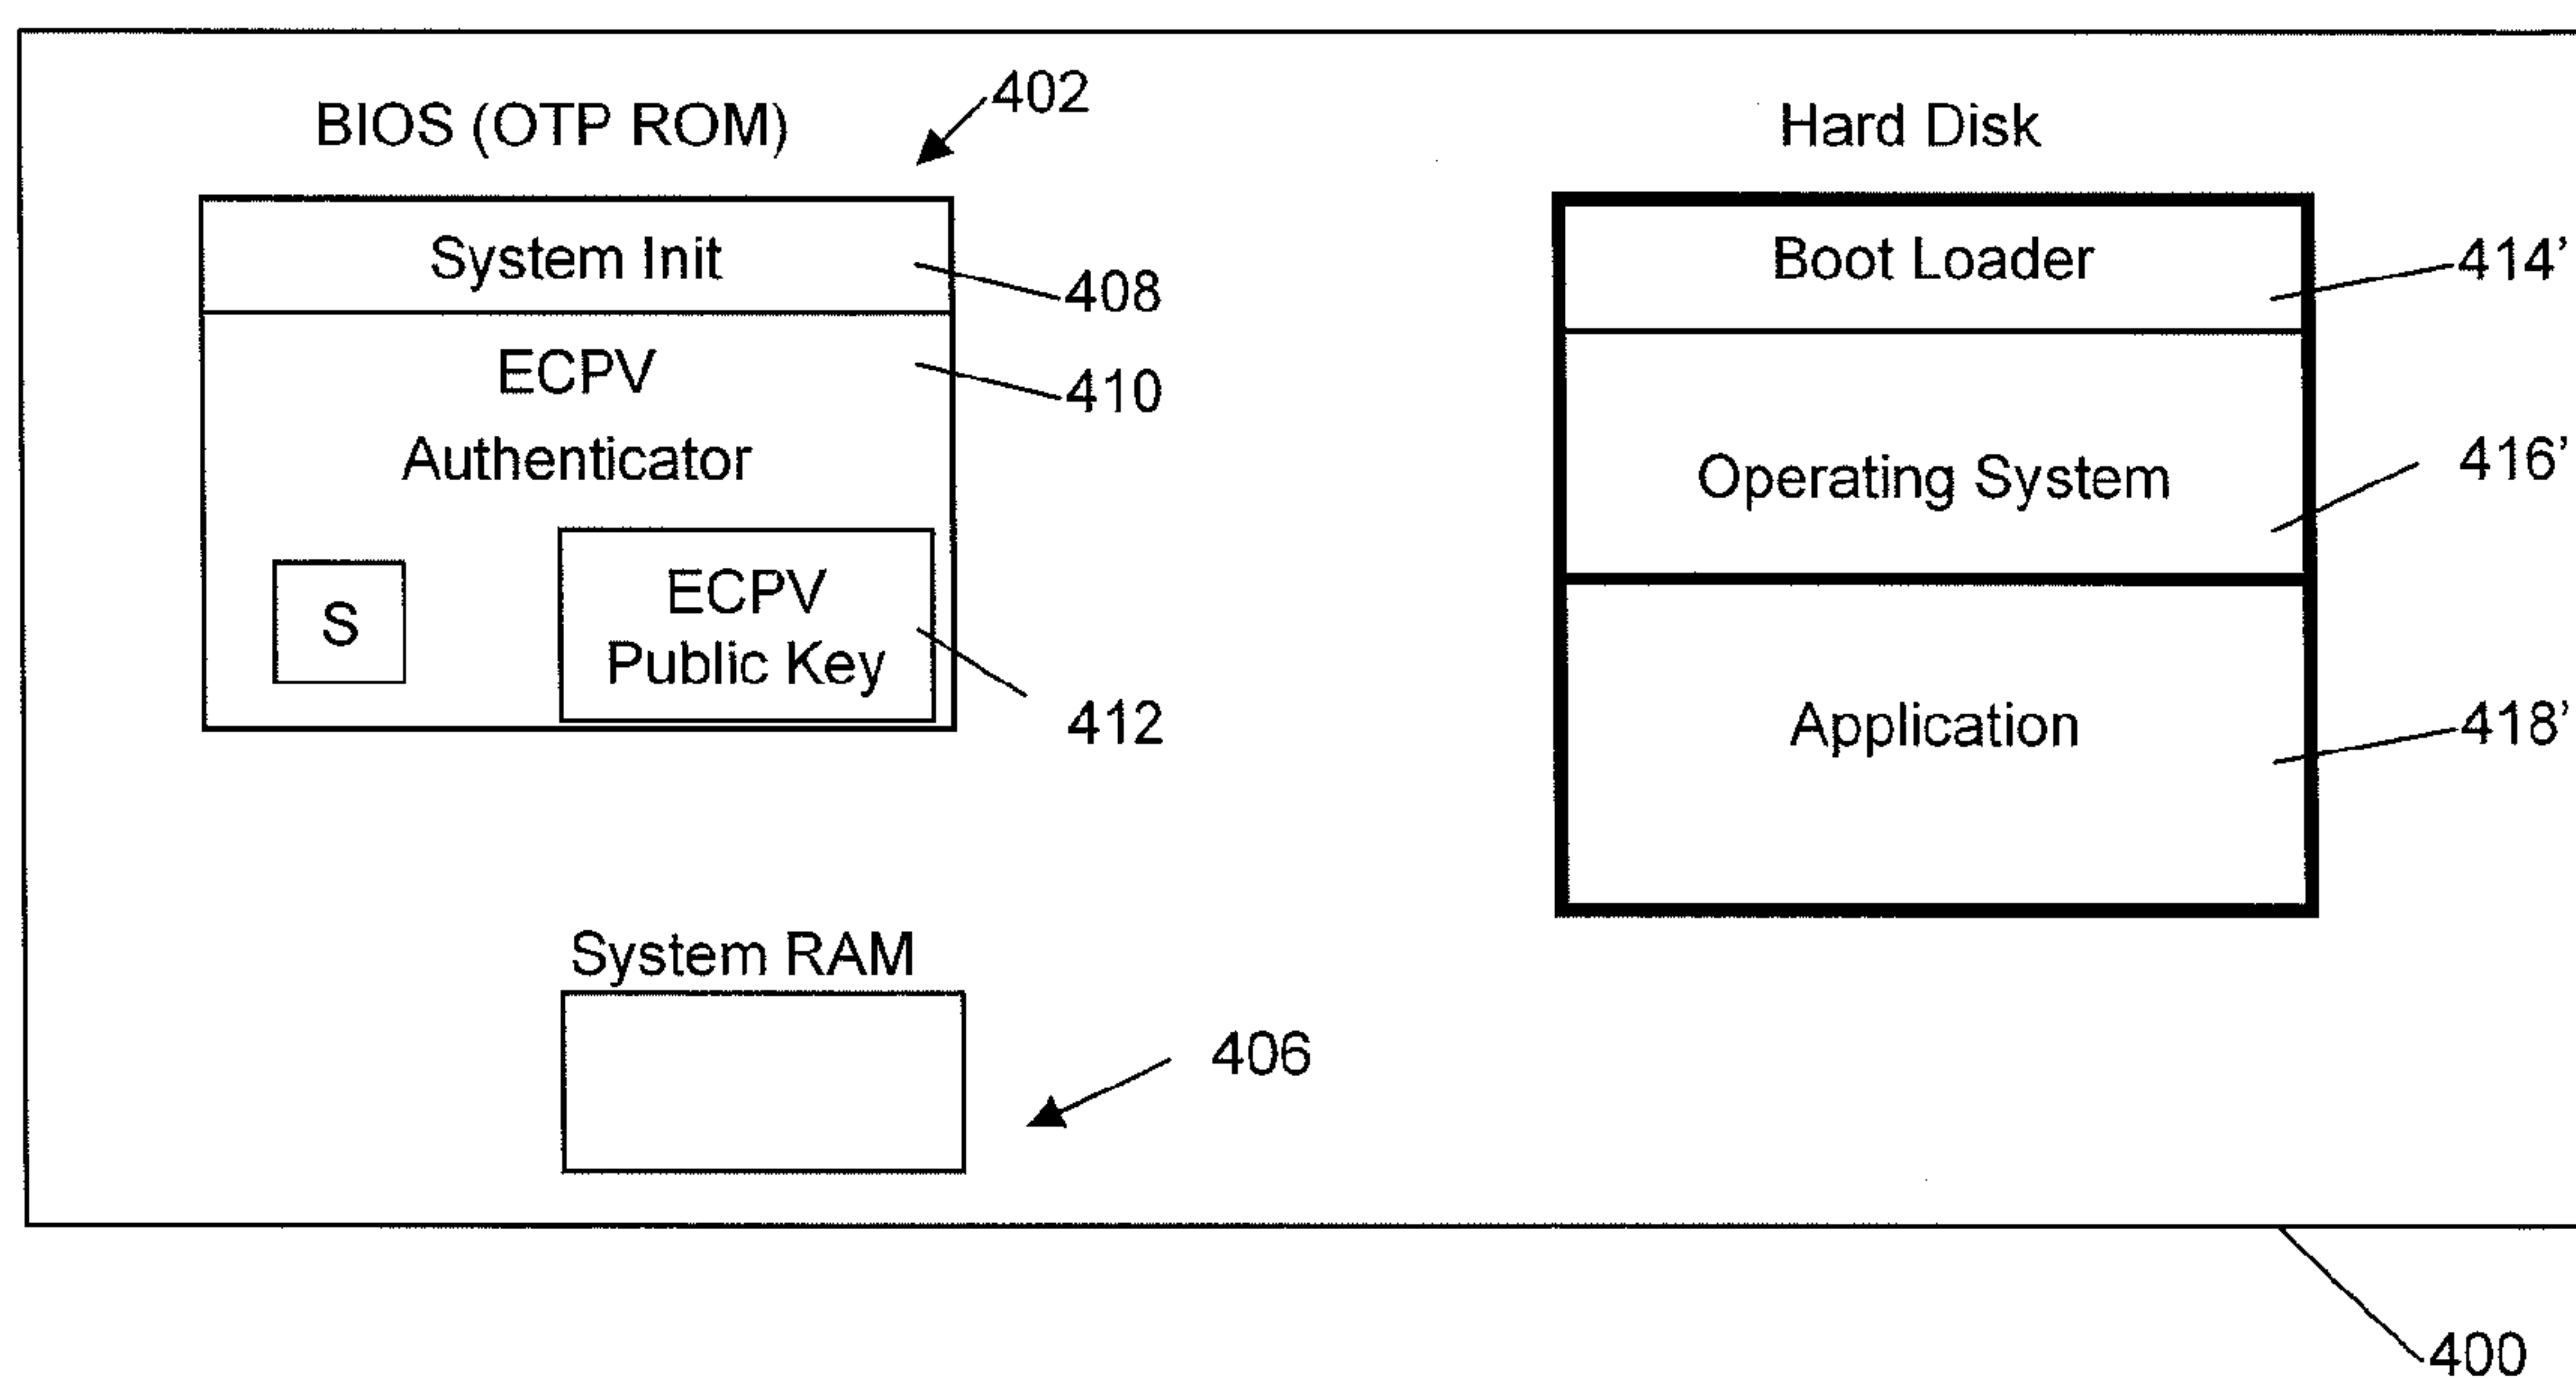 BIOS (OTP ROM)
402
Hard Disk
System Init
408
ECPV
Authenticator
410
S
ECPV
Public Key
412
Boot Loader
414’
Operating System
416’
Application
418’
System RAM
406
400